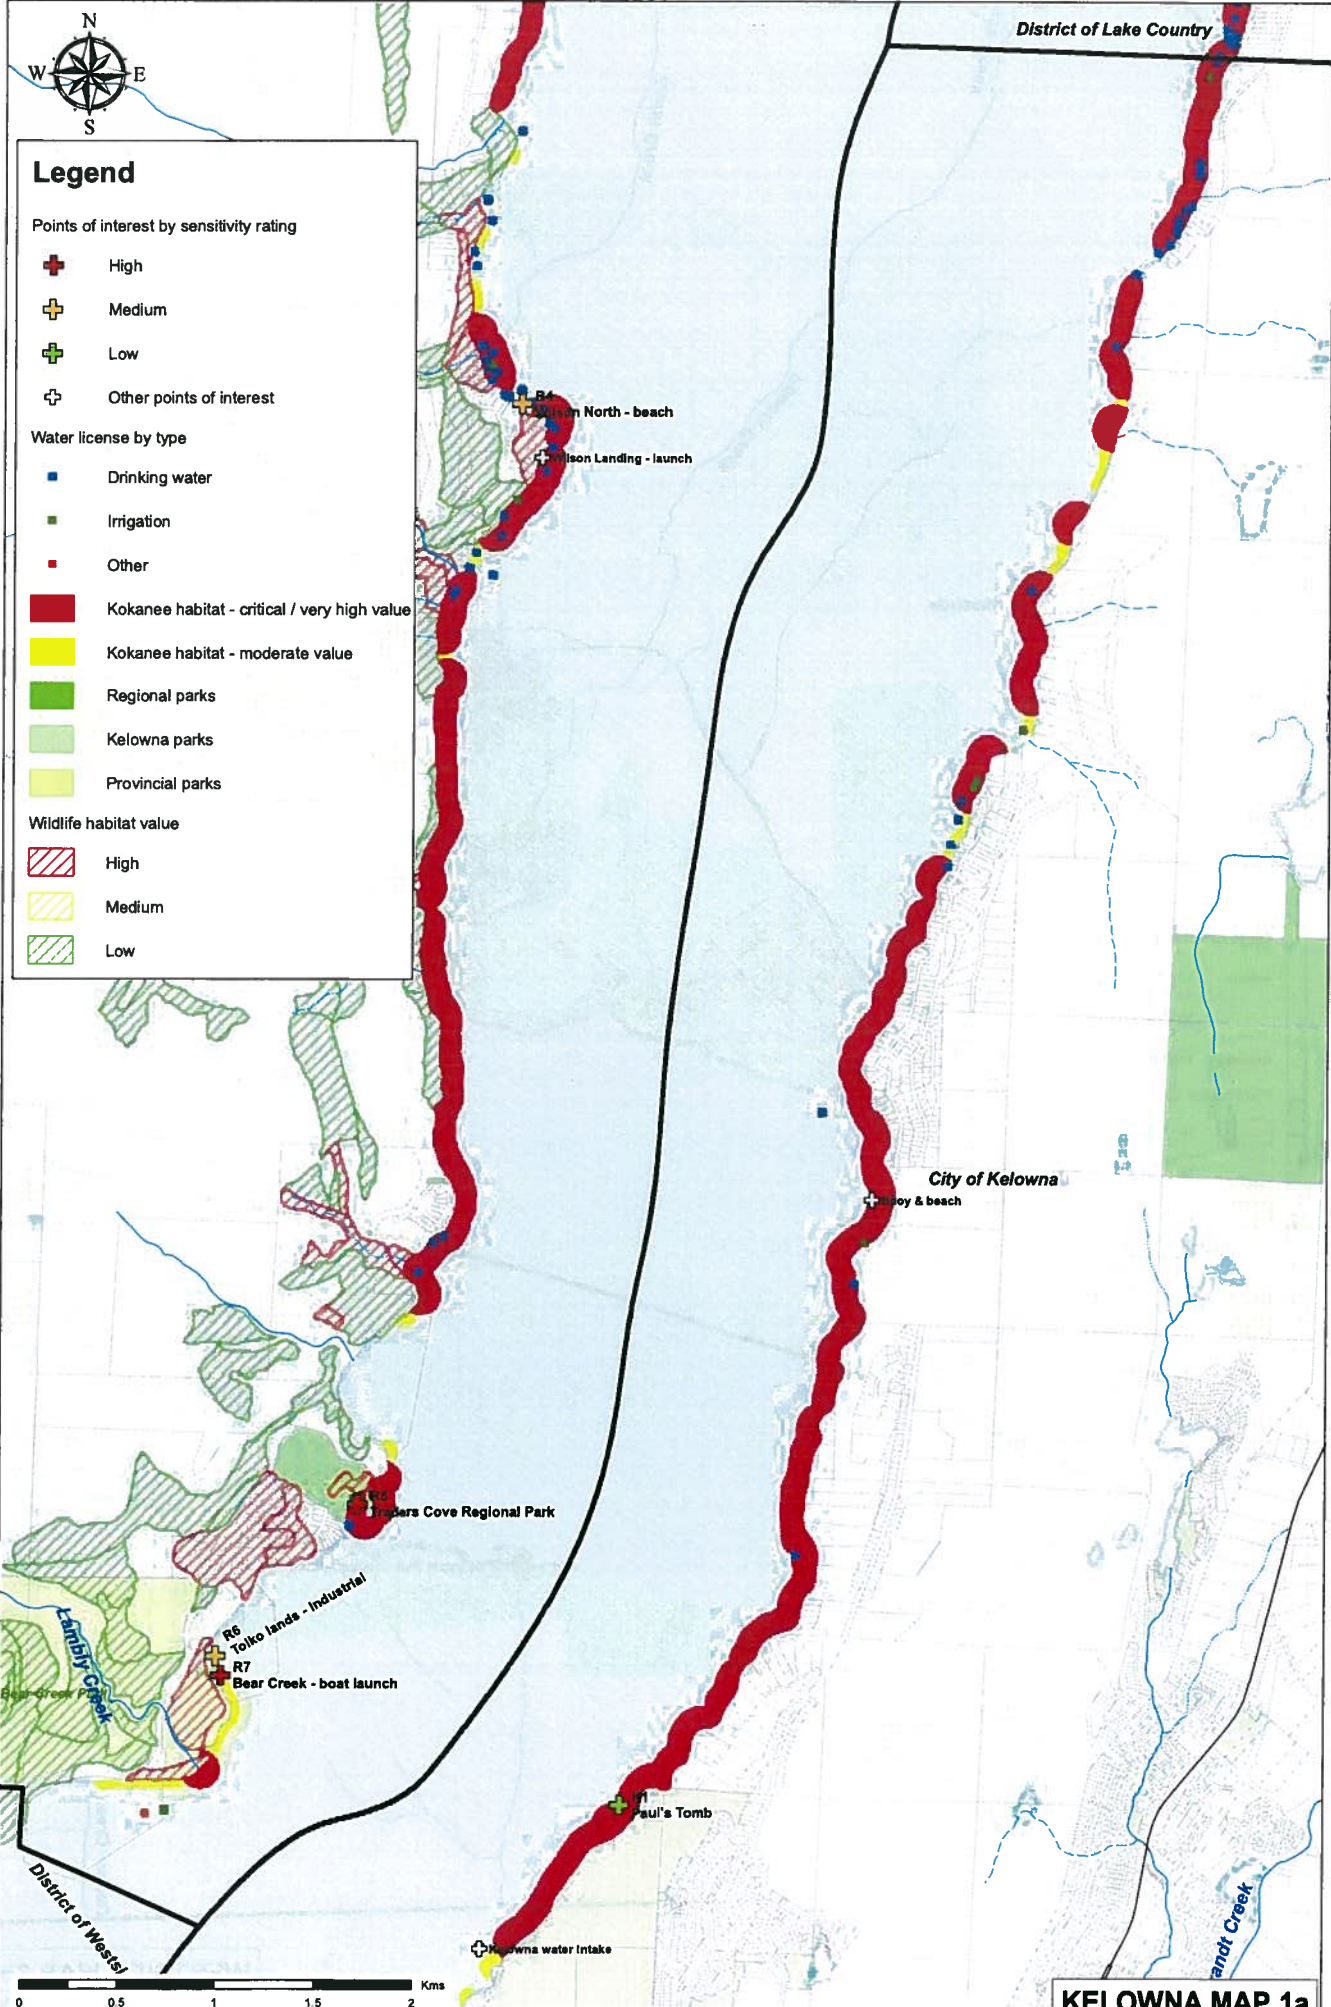 N
W E
S
District of Lake Country
Legend
Points of interest by sensitivity rating
High
Medium
Low
Other points of interest
Water license by type
Drinking water
Irrigation
Other
Kokanee habitat - critical / very high value
Kokanee habitat - moderate value
Regional parks
Kelowna parks
Provincial parks
Wildlife habitat value
High
Medium
Low
North - beach
Landing - launch
City of Kelowna
& beach
Cove Regional Park
R6
Tolko lands - Industrial
R7
Bear Creek - boat launch
Lambly Creek
Paul's Tomb
District of Westsi
water Intake
andt Creek
Kms
0 0.5 1 1.5 2
KELOWNA MAP 1a